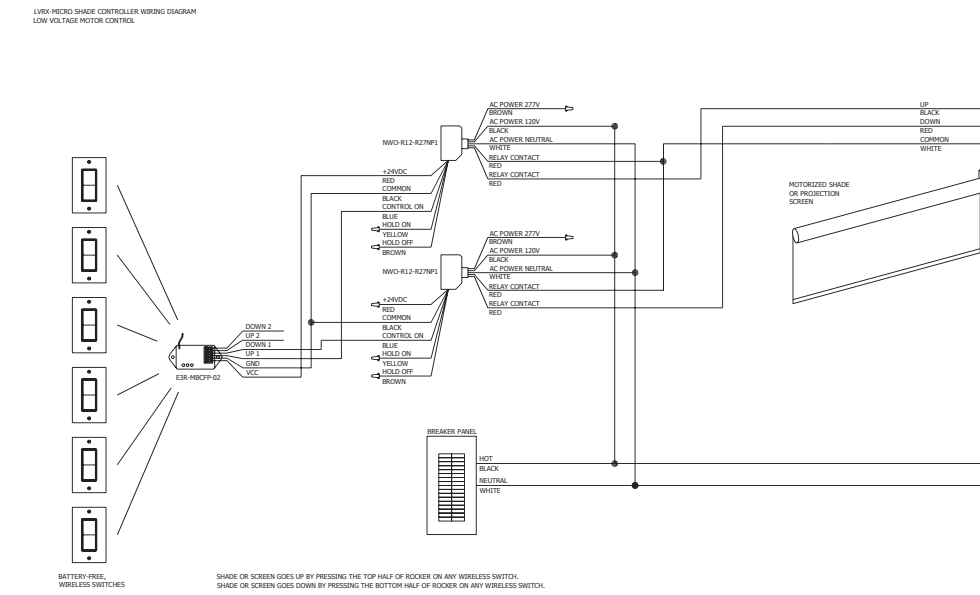 LVRX-MICRO SHADE CONTROLLER WIRING DIAGRAM
LOW VOLTAGE MOTOR CONTROL
AC POWER 277V
BROWN
AC POWER 120V
BLACK
AC POWER NEUTRAL
WHITE
RELAY CONTACT
RED
RELAY CONTACT
RED
NWO-R12-R27NP1
+24VDC
RED
COMMON
BLACK
CONTROL ON
BLUE
HOLD ON
YELLOW
HOLD OFF
BROWN
UP
BLACK
DOWN
RED
COMMON
WHITE
MOTORIZED SHADE
OR PROJECTION
SCREEN
AC POWER 277V
BROWN
AC POWER 120V
BLACK
AC POWER NEUTRAL
WHITE
RELAY CONTACT
RED
RELAY CONTACT
RED
NWO-R12-R27NP1
+24VDC
RED
COMMON
BLACK
CONTROL ON
BLUE
HOLD ON
YELLOW
HOLD OFF
BROWN
DOWN 2
UP 2
DOWN 1
UP 1
GND
VCC
E3R-MBCFP-02
BREAKER PANEL
HOT
BLACK
NEUTRAL
WHITE
BATTERY-FREE,
WIRELESS SWITCHES
SHADE OR SCREEN GOES UP BY PRESSING THE TOP HALF OF ROCKER ON ANY WIRELESS SWITCH.
SHADE OR SCREEN GOES DOWN BY PRESSING THE BOTTOM HALF OF ROCKER ON ANY WIRELESS SWITCH.